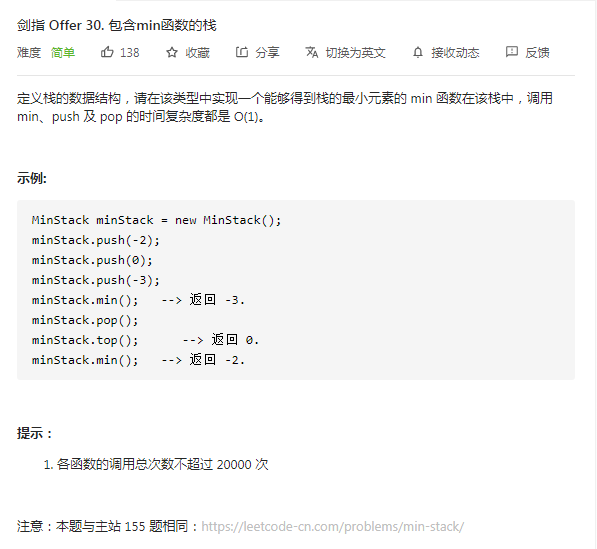 剑指 Offer 30. 包含min函数的栈
难度 简单 138 收藏 分享 切换为英文 接收动态 反馈
定义栈的数据结构，请在该类型中实现一个能够得到栈的最小元素的 min 函数在该栈中，调用
min、push 及 pop 的时间复杂度都是 O(1)。
示例:
MinStack minStack = new MinStack();
minStack.push(-2);
minStack.push(0);
minStack.push(-3);
minStack.min();   --> 返回 -3.
minStack.pop();
minStack.top();      --> 返回 0.
minStack.min();   --> 返回 -2.
提示：
1. 各函数的调用总次数不超过 20000 次
注意：本题与主站 155 题相同：https://leetcode-cn.com/problems/min-stack/